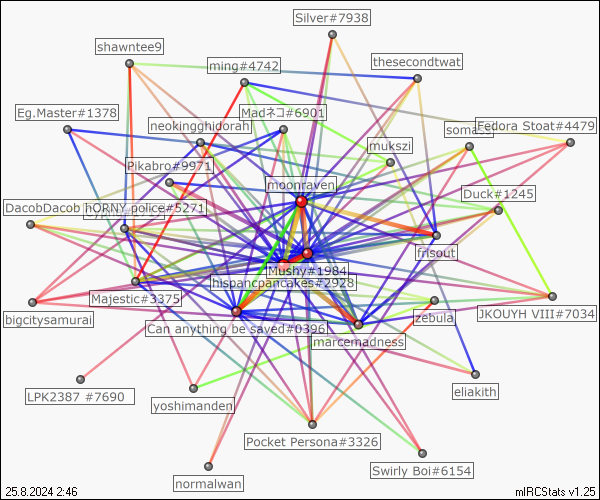 Silver#7938
shawntee9
thesecondtwat
ming#4742
Eg.Master#1378
Madネコ#6901
neokingghidorah
somas
Fedora Stoat#4479
mukszi
Pikabro#9971
moonraven
Duck#1245
DacobDacob
hORNY police#5271
frisout
Mushy#1984
hispancpancakes#2928
Majestic#3375
bigcitysamurai
Can anything be saved#0396
zebula
JKOUYH VIII#7034
marcemadness
eliakith
LPK2387 #7690
yoshimanden
Pocket Persona#3326
Swirly Boi#6154
normalwan
25.8.2024 2:46
mIRCStats v1.25